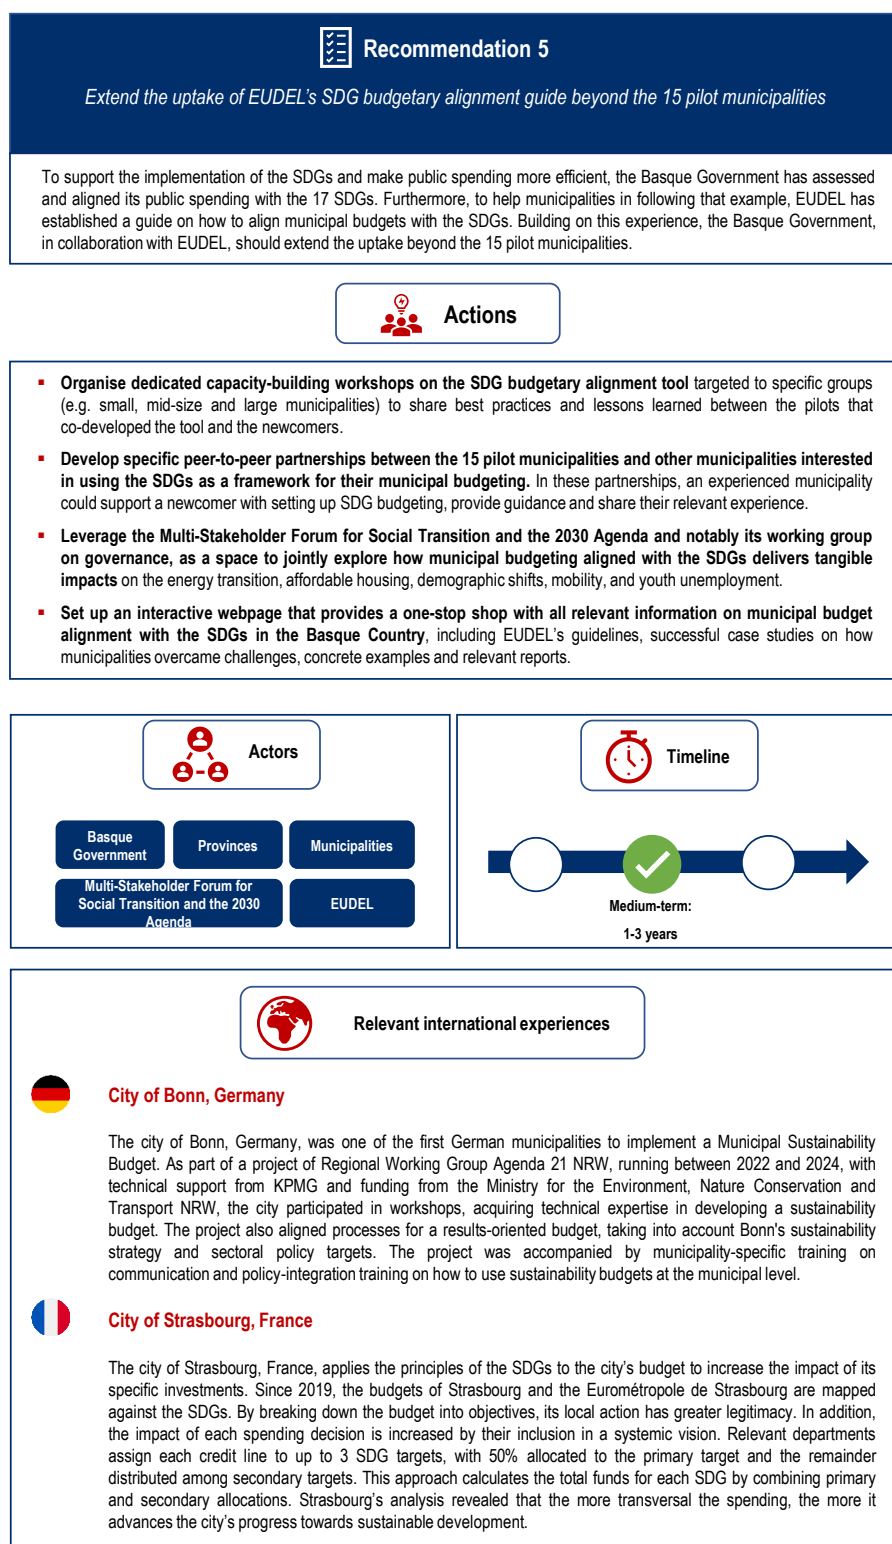 Recommendation 5
Extend the uptake of EUDEL's SDG budgetary alignment guide beyond the 15 pilot municipalities
To support the implementation of the SDGs and make public spending more efficient, the Basque Government has assessed
and aligned its public spending with the 17 SDGs. Furthermore, to help municipalities in following that example, EUDEL has
established a guide on how to align municipal budgets with the SDGs. Building on this experience, the Basque Government,
in collaboration with EUDEL, should extend the uptake beyond the 15 pilot municipalities.
Actions
▪ Organise dedicated capacity-building workshops on the SDG budgetary alignment tool targeted to specific groups
(e.g. small, mid-size and large municipalities) to share best practices and lessons learned between the pilots that
co-developed the tool and the newcomers.
▪ Develop specific peer-to-peer partnerships between the 15 pilot municipalities and other municipalities interested
in using the SDGs as a framework for their municipal budgeting. In these partnerships, an experienced municipality
could support a newcomer with setting up SDG budgeting, provide guidance and share their relevant experience.
▪ Leverage the Multi-Stakeholder Forum for Social Transition and the 2030 Agenda and notably its working group
on governance, as a space to jointly explore how municipal budgeting aligned with the SDGs delivers tangible
impacts on the energy transition, affordable housing, demographic shifts, mobility, and youth unemployment.
▪ Set up an interactive webpage that provides a one-stop shop with all relevant information on municipal budget
alignment with the SDGs in the Basque Country, including EUDEL's guidelines, successful case studies on how
municipalities overcame challenges, concrete examples and relevant reports.
Actors
Basque
Government
Provinces
Municipalities
Multi-Stakeholder Forum for
Social Transition and the 2030
Agenda
EUDEL
Timeline
Medium-term:
1-3 years
Relevant international experiences
City of Bonn, Germany
The city of Bonn, Germany, was one of the first German municipalities to implement a Municipal Sustainability
Budget. As part of a project of Regional Working Group Agenda 21 NRW, running between 2022 and 2024, with
technical support from KPMG and funding from the Ministry for the Environment, Nature Conservation and
Transport NRW, the city participated in workshops, acquiring technical expertise in developing a sustainability
budget. The project also aligned processes for a results-oriented budget, taking into account Bonn's sustainability
strategy and sectoral policy targets. The project was accompanied by municipality-specific training on
communication and policy-integration training on how to use sustainability budgets at the municipal level.
City of Strasbourg, France
The city of Strasbourg, France, applies the principles of the SDGs to the city's budget to increase the impact of its
specific investments. Since 2019, the budgets of Strasbourg and the Eurométropole de Strasbourg are mapped
against the SDGs. By breaking down the budget into objectives, its local action has greater legitimacy. In addition,
the impact of each spending decision is increased by their inclusion in a systemic vision. Relevant departments
assign each credit line to up to 3 SDG targets, with 50% allocated to the primary target and the remainder
distributed among secondary targets. This approach calculates the total funds for each SDG by combining primary
and secondary allocations. Strasbourg's analysis revealed that the more transversal the spending, the more it
advances the city's progress towards sustainable development.